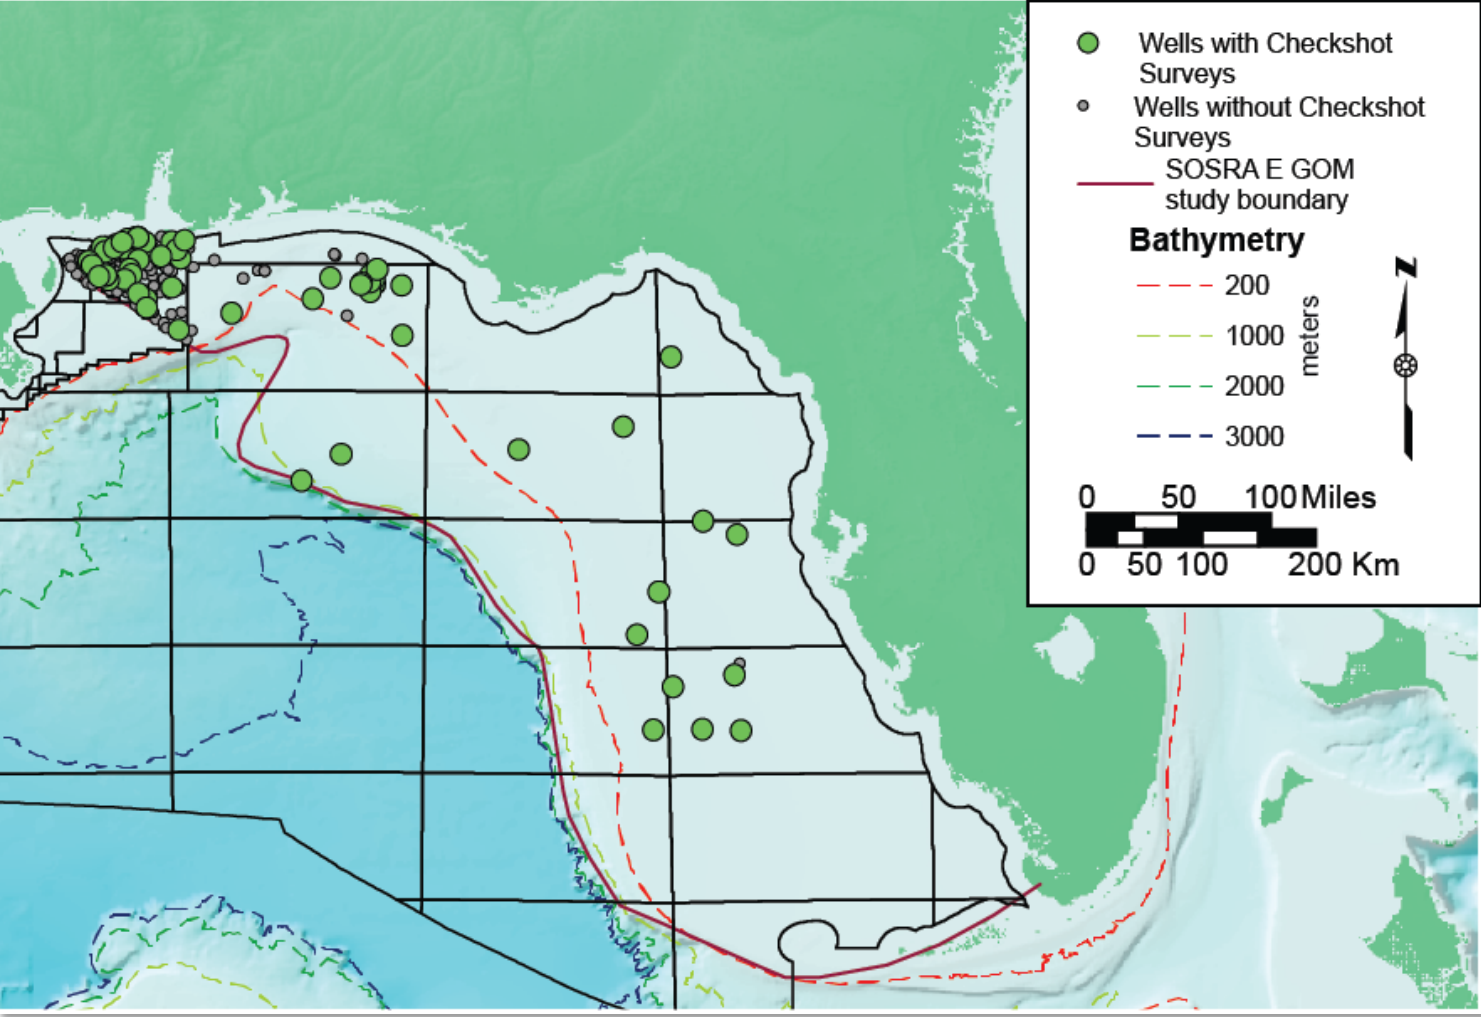 Wells with Checkshot
Surveys
Wells without Checkshot
Surveys
SOSRA E GOM
study boundary
Bathymetry
200
1000
2000
3000
meters
N
0 50 100 Miles
0 50 100 200 Km